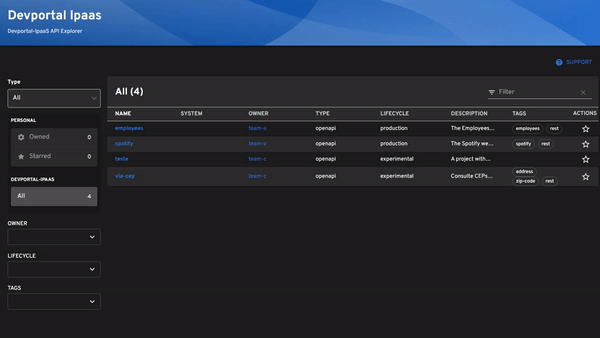 Devportal Ipaas
Devportal-IpaaS API Explorer
SUPPORT
Type
All
PERSONAL
Owned 0
Starred 0
DEVPORTAL-IPAAS
All 4
OWNER
LIFECYCLE
TAGS
All (4)
Filter
NAME SYSTEM OWNER TYPE LIFECYCLE DESCRIPTION TAGS ACTIONS
employees team-a openapi production The Employees... employees rest
spotify openapi production The Spotify we... spotify rest
teste team-c openapi experimental A project with...
via-cep team-c openapi experimental Consulte CEPs... address zip-code rest